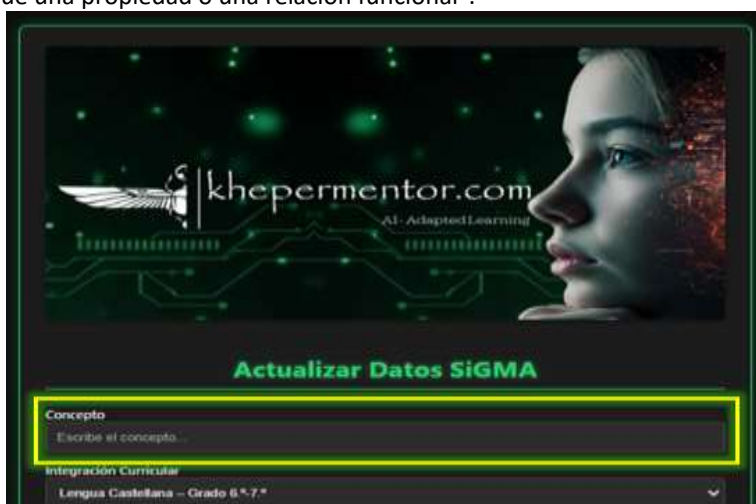 de una propiedad o una relación funcional".
khepermentor.com
AI- Adapted Learning
Actualizar Datos SiGMA
Concepto
Escribe el concepto...
Integración Curricular
Lengua Castellana – Grado 6.º-7.º